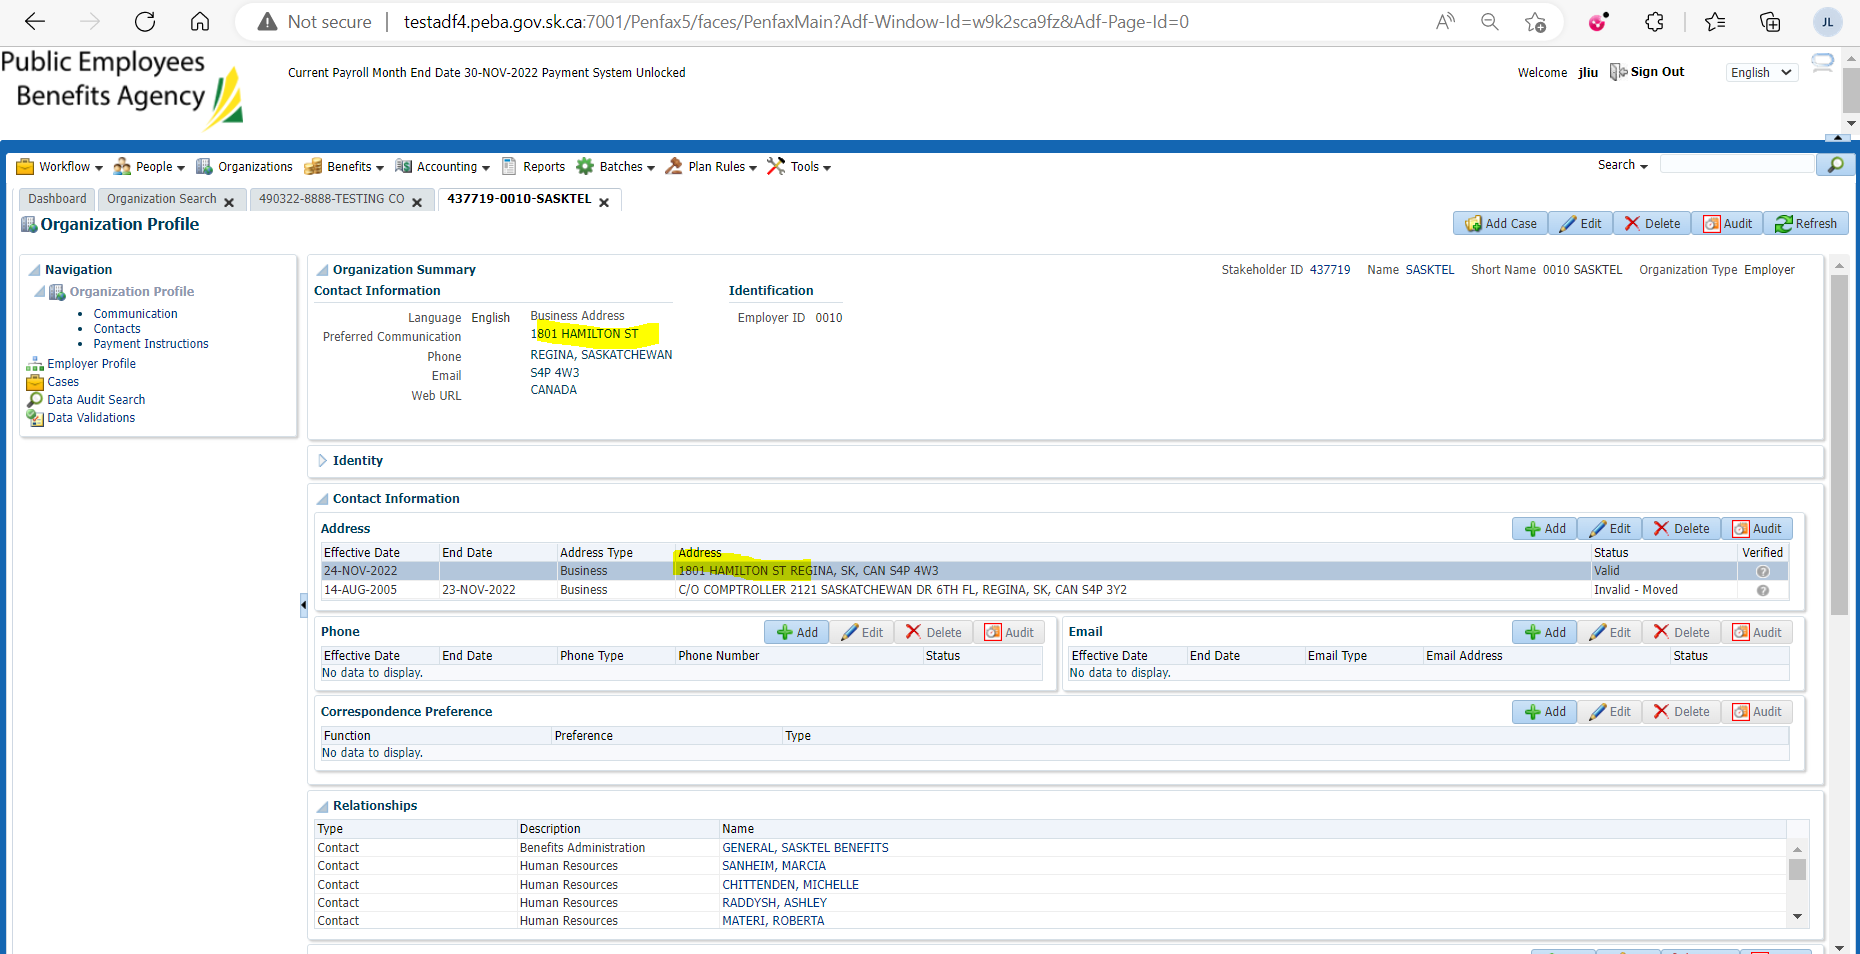 Not secure | testadf4.peba.gov.sk.ca:7001/Penfax5/faces/PenfaxMain?Adf-Window-Id=w9k2sca9fz&Adf-Page-Id=0
JL
Public Employees
Benefits Agency
Current Payroll Month End Date 30-NOV-2022 Payment System Unlocked
Welcome jliu Sign Out English
Workflow People Organizations Benefits Accounting Reports Batches Plan Rules Tools Search
Dashboard Organization Search 490322-8888-TESTING CO 437719-0010-SASKTEL
Organization Profile
Add Case Edit Delete Audit Refresh
Navigation
Organization Profile
Communication
Contacts
Payment Instructions
Employer Profile
Cases
Data Audit Search
Data Validations
Organization Summary
Stakeholder ID 437719 Name SASKTEL Short Name 0010 SASKTEL Organization Type Employer
Contact Information
Language English
Preferred Communication
Phone
Email
Web URL
Business Address
1801 HAMILTON ST
REGINA, SASKATCHEWAN
S4P 4W3
CANADA
Identification
Employer ID 0010
Identity
Contact Information
Address
Add Edit Delete Audit
Effective Date End Date Address Type Address Status Verified
24-NOV-2022 Business 1801 HAMILTON ST REGINA, SK, CAN S4P 4W3 Valid
14-AUG-2005 23-NOV-2022 Business C/O COMPTROLLER 2121 SASKATCHEWAN DR 6TH FL, REGINA, SK, CAN S4P 3Y2 Invalid - Moved
Phone
Add Edit Delete Audit
Effective Date End Date Phone Type Phone Number Status
No data to display.
Email
Add Edit Delete Audit
Effective Date End Date Email Type Email Address Status
No data to display.
Correspondence Preference
Add Edit Delete Audit
Function Preference Type
No data to display.
Relationships
Type Description Name
Contact Benefits Administration GENERAL, SASKTEL BENEFITS
Contact Human Resources SANHEIM, MARCIA
Contact Human Resources CHITTENDEN, MICHELLE
Contact Human Resources RADDYSH, ASHLEY
Contact Human Resources MATERI, ROBERTA